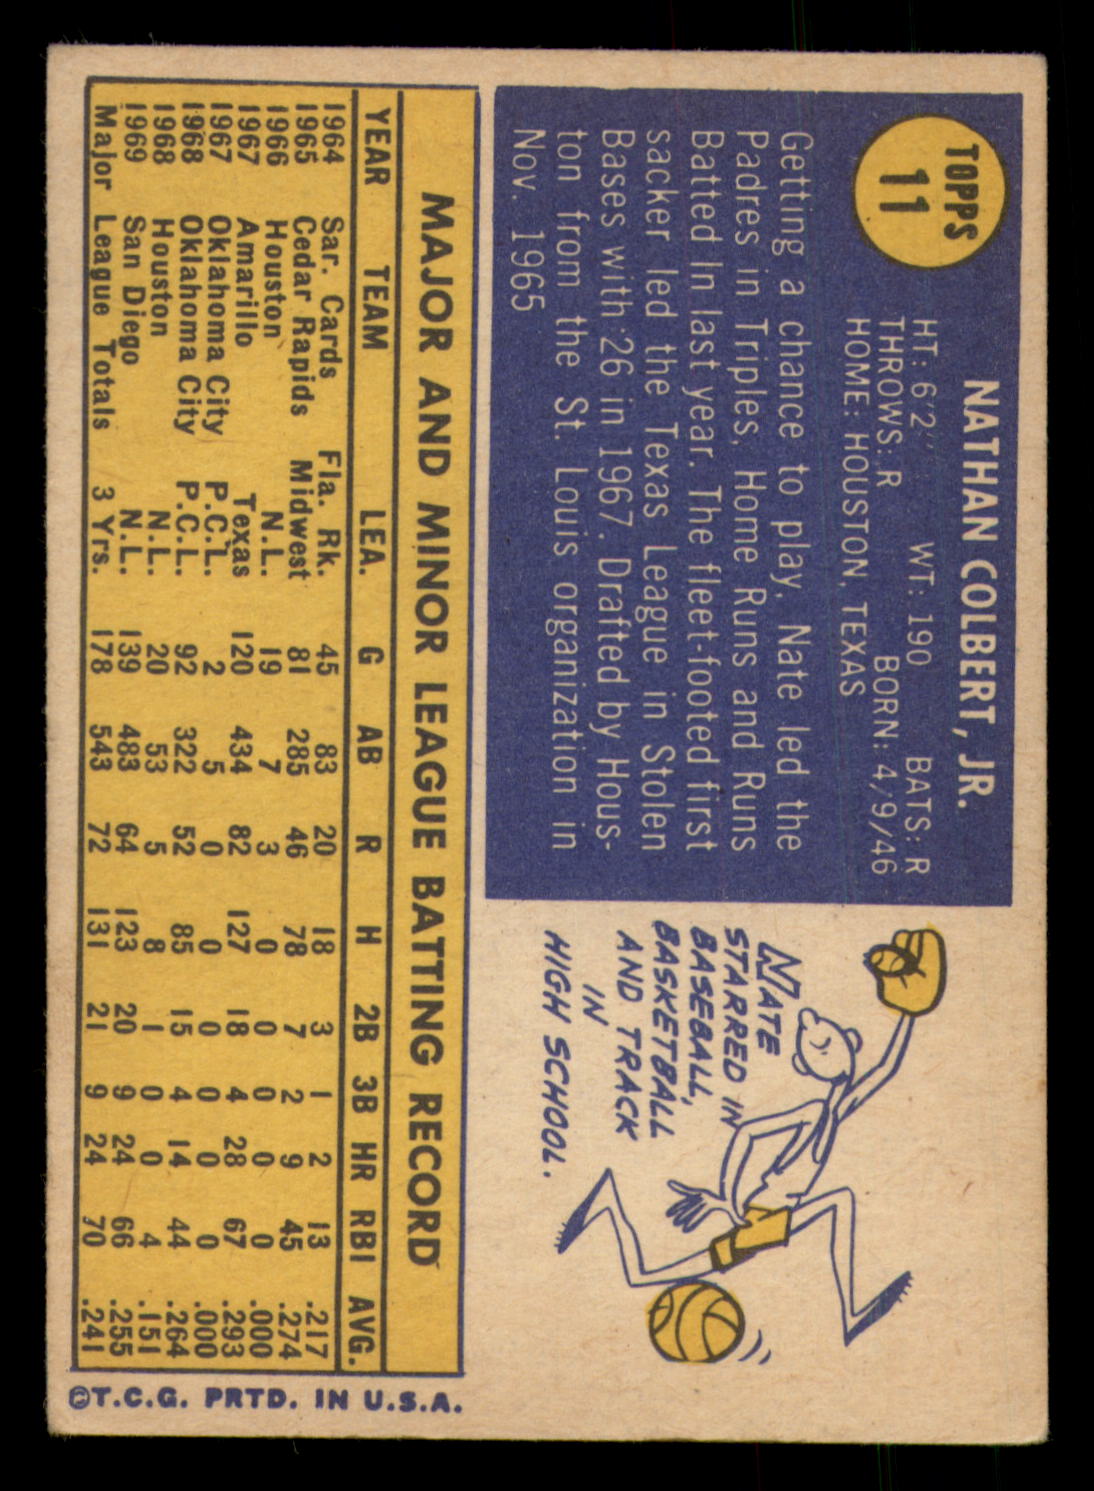 TOPPS
11
NATHAN COLBERT, JR.
HT: 6'2" WT: 190 BATS: R
THROWS: R BORN: 4/9/46
HOME: HOUSTON, TEXAS
Getting a chance to play, Nate led the
Padres in Triples, Home Runs and Runs
Batted In last year. The fleet-footed first
sacker led the Texas League in Stolen
Bases with 26 in 1967. Drafted by Hous-
ton from the St. Louis organization in
Nov. 1965
NATE
STARRED IN
BASEBALL,
BASKETBALL
AND TRACK
IN
HIGH SCHOOL.
MAJOR AND MINOR LEAGUE BATTING RECORD
YEAR TEAM LEA. G AB R H 2B 3B HR RBI AVG.
1964 Sar. Cards Fla. Rk. 45 83 20 18 3 1 2 13 .217
1965 Cedar Rapids Midwest 81 285 46 78 7 2 9 45 .274
1966 Houston N.L. 19 7 3 0 0 0 0 0 .000
1967 Amarillo Texas 120 434 82 127 18 4 28 67 .293
1967 Oklahoma City P.C.L. 2 5 0 0 0 0 0 0 .000
1968 Oklahoma City P.C.L. 92 322 52 85 15 4 14 44 .264
1968 Houston N.L. 20 53 5 8 1 0 0 4 .151
1969 San Diego N.L. 139 483 64 123 20 9 24 66 .255
Major League Totals 3 Yrs. 178 543 72 131 21 9 24 70 .241
©T.C.G. PRTD. IN U.S.A.